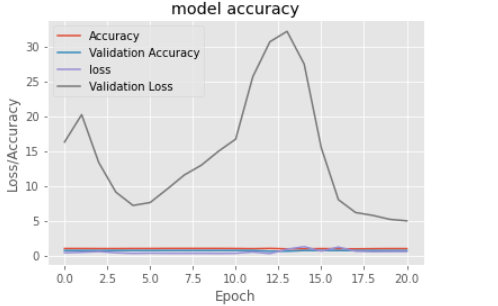 model accuracy
Accuracy
Validation Accuracy
loss
Validation Loss
Loss/Accuracy
30
25
20
15
10
5
0
0.0 2.5 5.0 7.5 10.0 12.5 15.0 17.5 20.0
Epoch